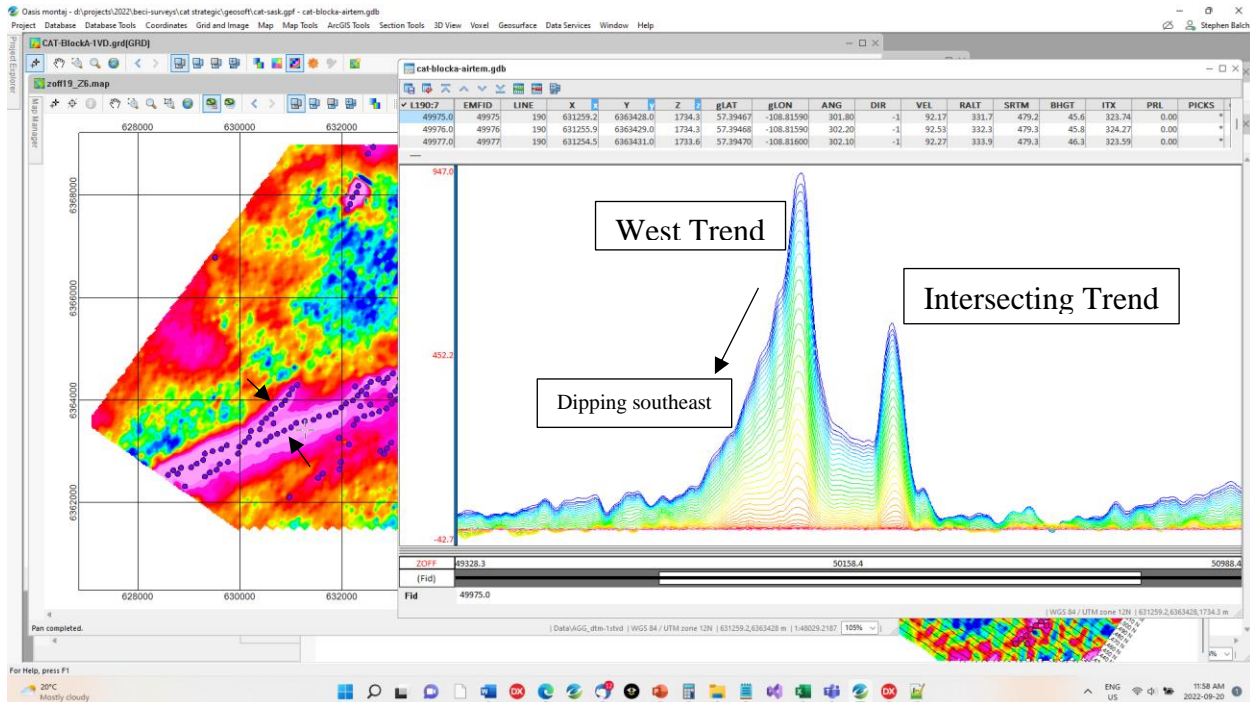 Oasis montaj - d:\projects\2022\beci-surveys\cat strategic\geosoft\cat-sask.gpf - cat-blocka-airtem.gdb
Project Database Database Tools Coordinates Grid and Image Map Map Tools ArcGIS Tools Section Tools 3D View Voxel Geosurface Data Services Window Help
Stephen Balch
Project Explorer
CAT-BlockA-1VD.grd(GRD)
zoff19_Z6.map
Map Manager
628000 630000 632000
6368000
6366000
6364000
6362000
628000 630000 632000
Pan completed.
cat-blocka-airtem.gdb
L190:7 EMFID LINE X x Y y Z z gLAT gLON ANG DIR VEL RALT SRTM BHGT ITX PRL PICKS
49975.0 49975 190 631259.2 6363428.0 1734.3 57.39467 -108.81590 301.80 -1 92.17 331.7 479.2 45.6 323.74 0.00 *
49976.0 49976 190 631255.9 6363429.0 1734.3 57.39468 -108.81590 302.20 -1 92.53 332.3 479.3 45.8 324.27 0.00 *
49977.0 49977 190 631254.5 6363431.0 1733.6 57.39470 -108.81600 302.10 -1 92.27 333.9 479.3 46.3 323.59 0.00 *
947.0
West Trend
Intersecting Trend
452.2
Dipping southeast
-42.7
ZOFF 49328.3 50158.4 50988.4
(Fid)
Fid 49975.0
| WGS 84 / UTM zone 12N | 631259.2,6363428,1734.3 m
| Data\AGG_dtm-1stvd | WGS 84 / UTM zone 12N | 631259.2,6363428 m | 1:48029.2187 105%
For Help, press F1
20°C
Mostly cloudy
ENG
US
11:58 AM
2022-09-20